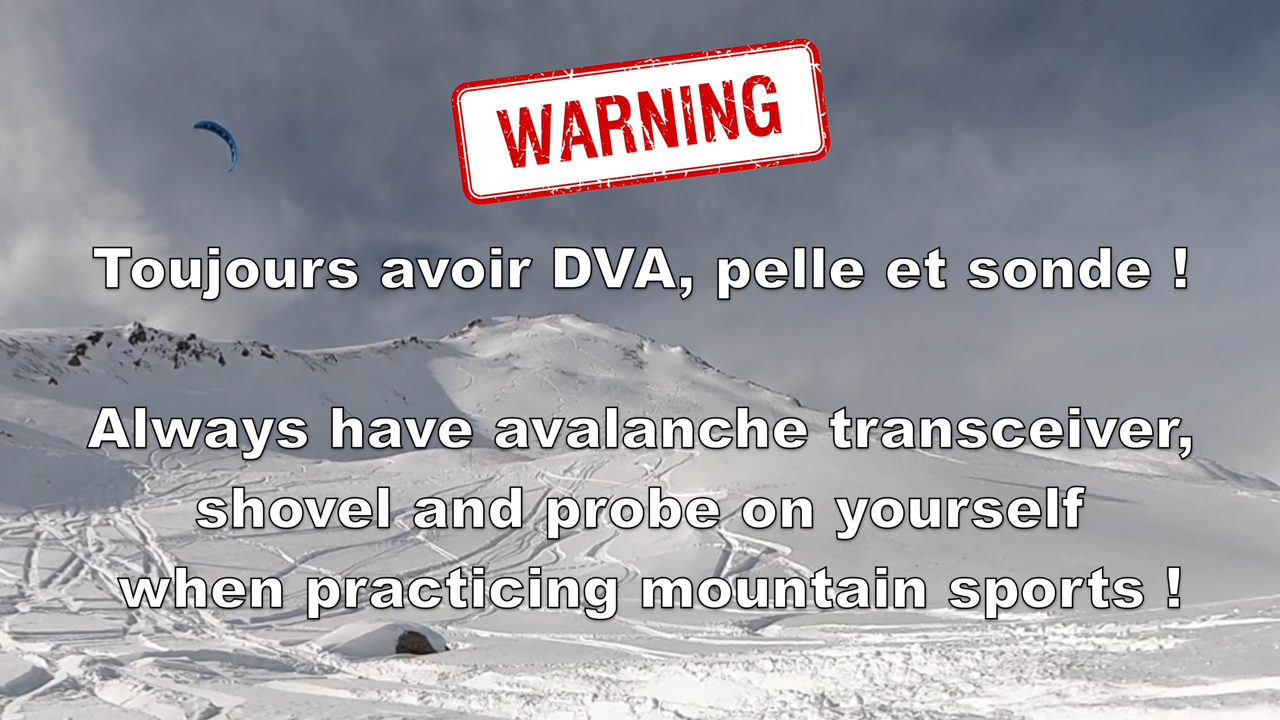 WARNING
Toujours avoir DVA, pelle et sonde !
Always have avalanche transceiver,
shovel and probe on yourself
when practicing mountain sports !